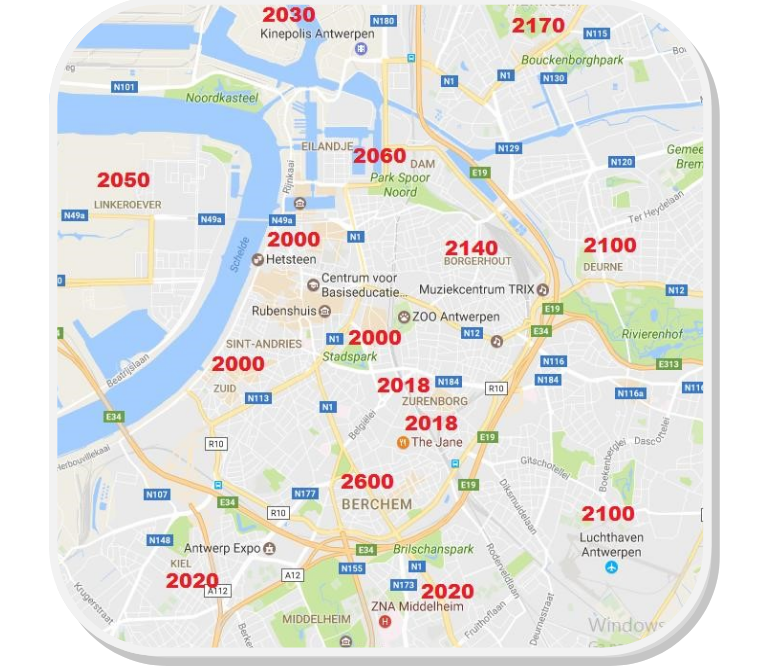 2030
Kinepolis Antwerpen
N180
2170
N115
Bouckenborghpark
N1
N1
N130
N101
Noordkasteel
EILANDJE
2060
DAM
Park Spoor
Noord
N129
E19
N120
Rijnkaai
2050
LINKEROEVER
Ter Heydelaan
N49a
N49a
N49a
N1
2000
Hetsteen
Schelde
2140
BORGERHOUT
2100
DEURNE
Centrum voor
Basiseducatie...
Muziekcentrum TRIX
N12
Rubenshuis
ZOO Antwerpen
E19
E34
N12
Rivierenhof
N1
2000
SINT-ANDRIES
Stadspark
2000
N116
E313
Beatrijslaan
ZUID
2018
N184
R10
N184
N116a
N113
ZURENBORG
N1
E34
2018
Belgiëlei
The Jane
E19
R10
Gitschotellei
Boekenberglei
2600
E19
BERCHEM
N107
N177
E34
R10
Diksmuidelaan
2100
Luchthaven
Antwerpen
N148
Antwerp Expo
E34
Brilschanspark
KIEL
N155
N1
2020
A112
A12
N173
2020
Roderveldlaan
Krugerstraat
MIDDELHEIM
ZNA Middelheim
Fruithoflaan
Deurnestraat
Windows